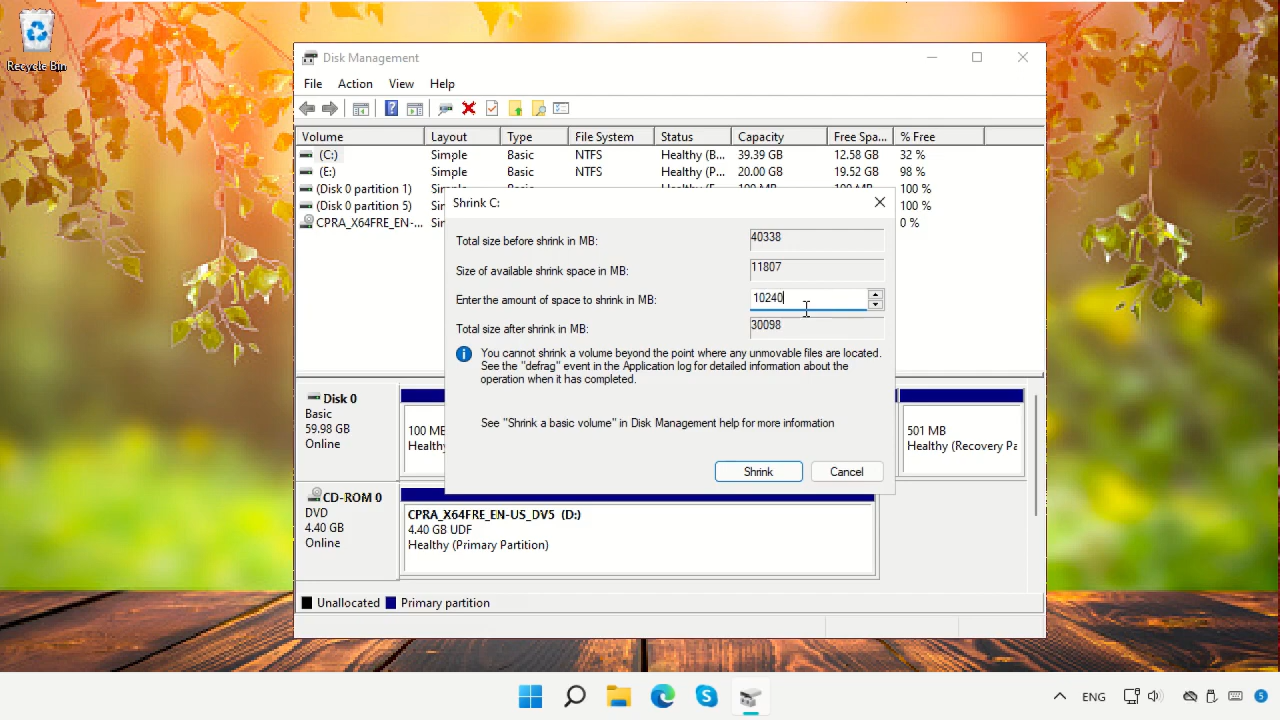 Recycle Bin
Disk Management
File Action View Help
Volume Layout Type File System Status Capacity Free Spa... % Free
(C:) Simple Basic NTFS Healthy (B... 39.39 GB 12.58 GB 32 %
(E:) Simple Basic NTFS Healthy (P... 20.00 GB 19.52 GB 98 %
(Disk 0 partition 1) 100 %
(Disk 0 partition 5) 100 %
CPRA_X64FRE_EN-... 0 %
Shrink C:
Total size before shrink in MB: 40338
Size of available shrink space in MB: 11807
Enter the amount of space to shrink in MB: 10240
Total size after shrink in MB: 30098
You cannot shrink a volume beyond the point where any unmovable files are located.
See the "defrag" event in the Application log for detailed information about the
operation when it has completed.
See "Shrink a basic volume" in Disk Management help for more information
Shrink Cancel
Disk 0
Basic
59.98 GB
Online
100 MB
501 MB
Healthy (Recovery Pa
CD-ROM 0
DVD
4.40 GB
Online
CPRA_X64FRE_EN-US_DV5 (D:)
4.40 GB UDF
Healthy (Primary Partition)
Unallocated Primary partition
ENG
5